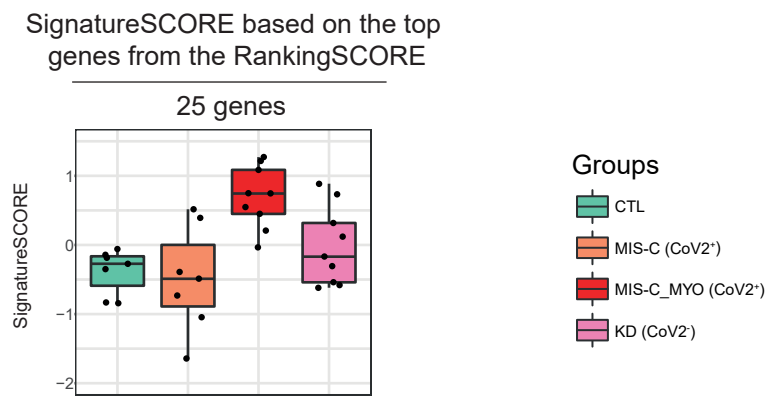 SignatureSCORE based on the top
genes from the RankingSCORE
25 genes
SignatureSCORE
1
0
−1
−2
Groups
CTL
MIS-C (CoV2⁺)
MIS-C_MYO (CoV2⁺)
KD (CoV2⁻)